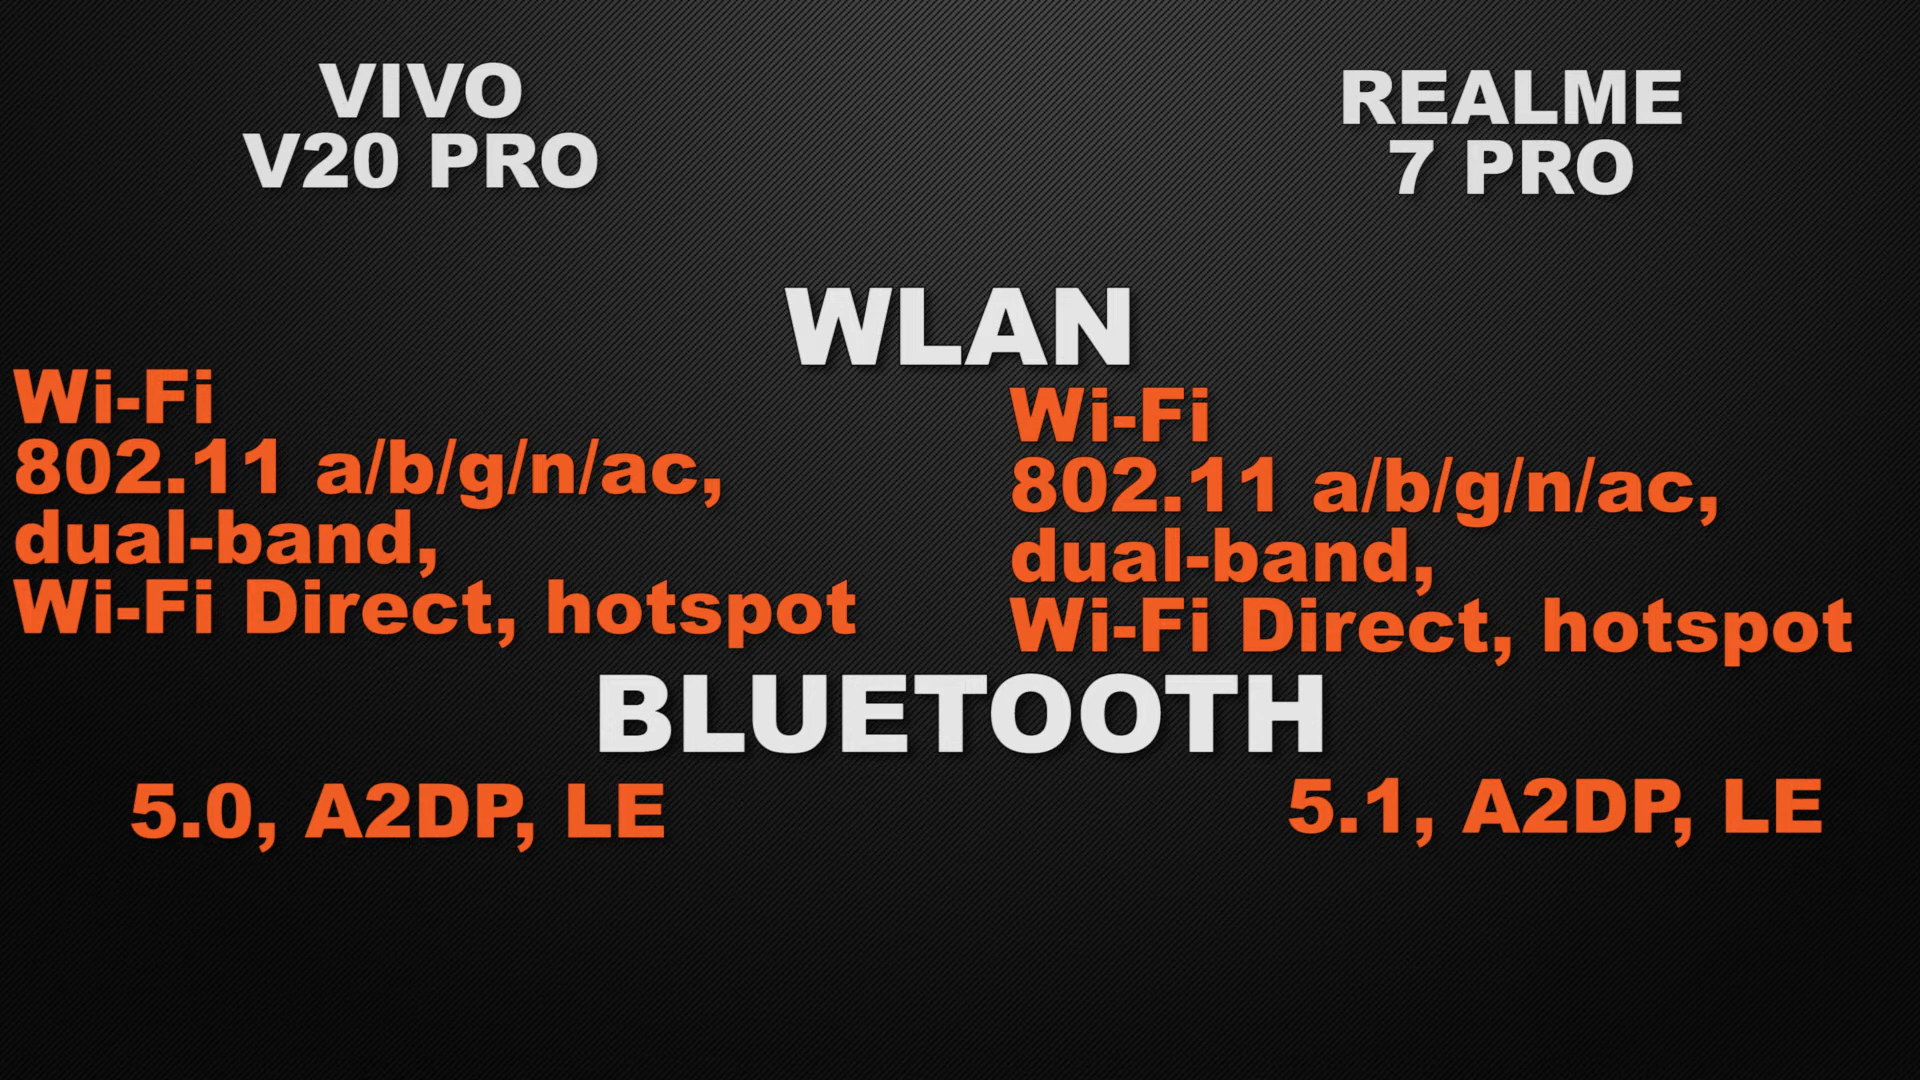 VIVO
V20 PRO
REALME
7 PRO
WLAN
Wi-Fi
802.11 a/b/g/n/ac,
dual-band,
Wi-Fi Direct, hotspot
Wi-Fi
802.11 a/b/g/n/ac,
dual-band,
Wi-Fi Direct, hotspot
BLUETOOTH
5.0, A2DP, LE
5.1, A2DP, LE